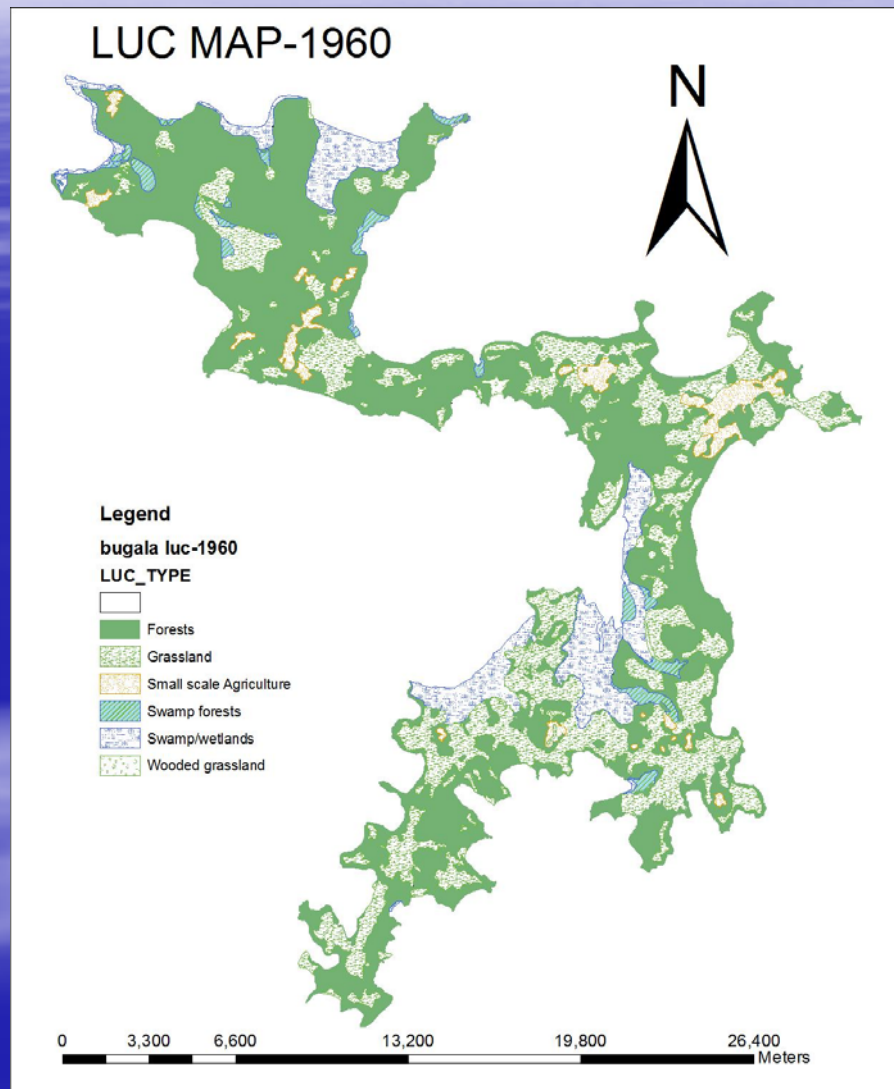 LUC MAP-1960
N
Legend
bugala luc-1960
LUC_TYPE
Forests
Grassland
Small scale Agriculture
Swamp forests
Swamp/wetlands
Wooded grassland
0 3,300 6,600 13,200 19,800 26,400
Meters